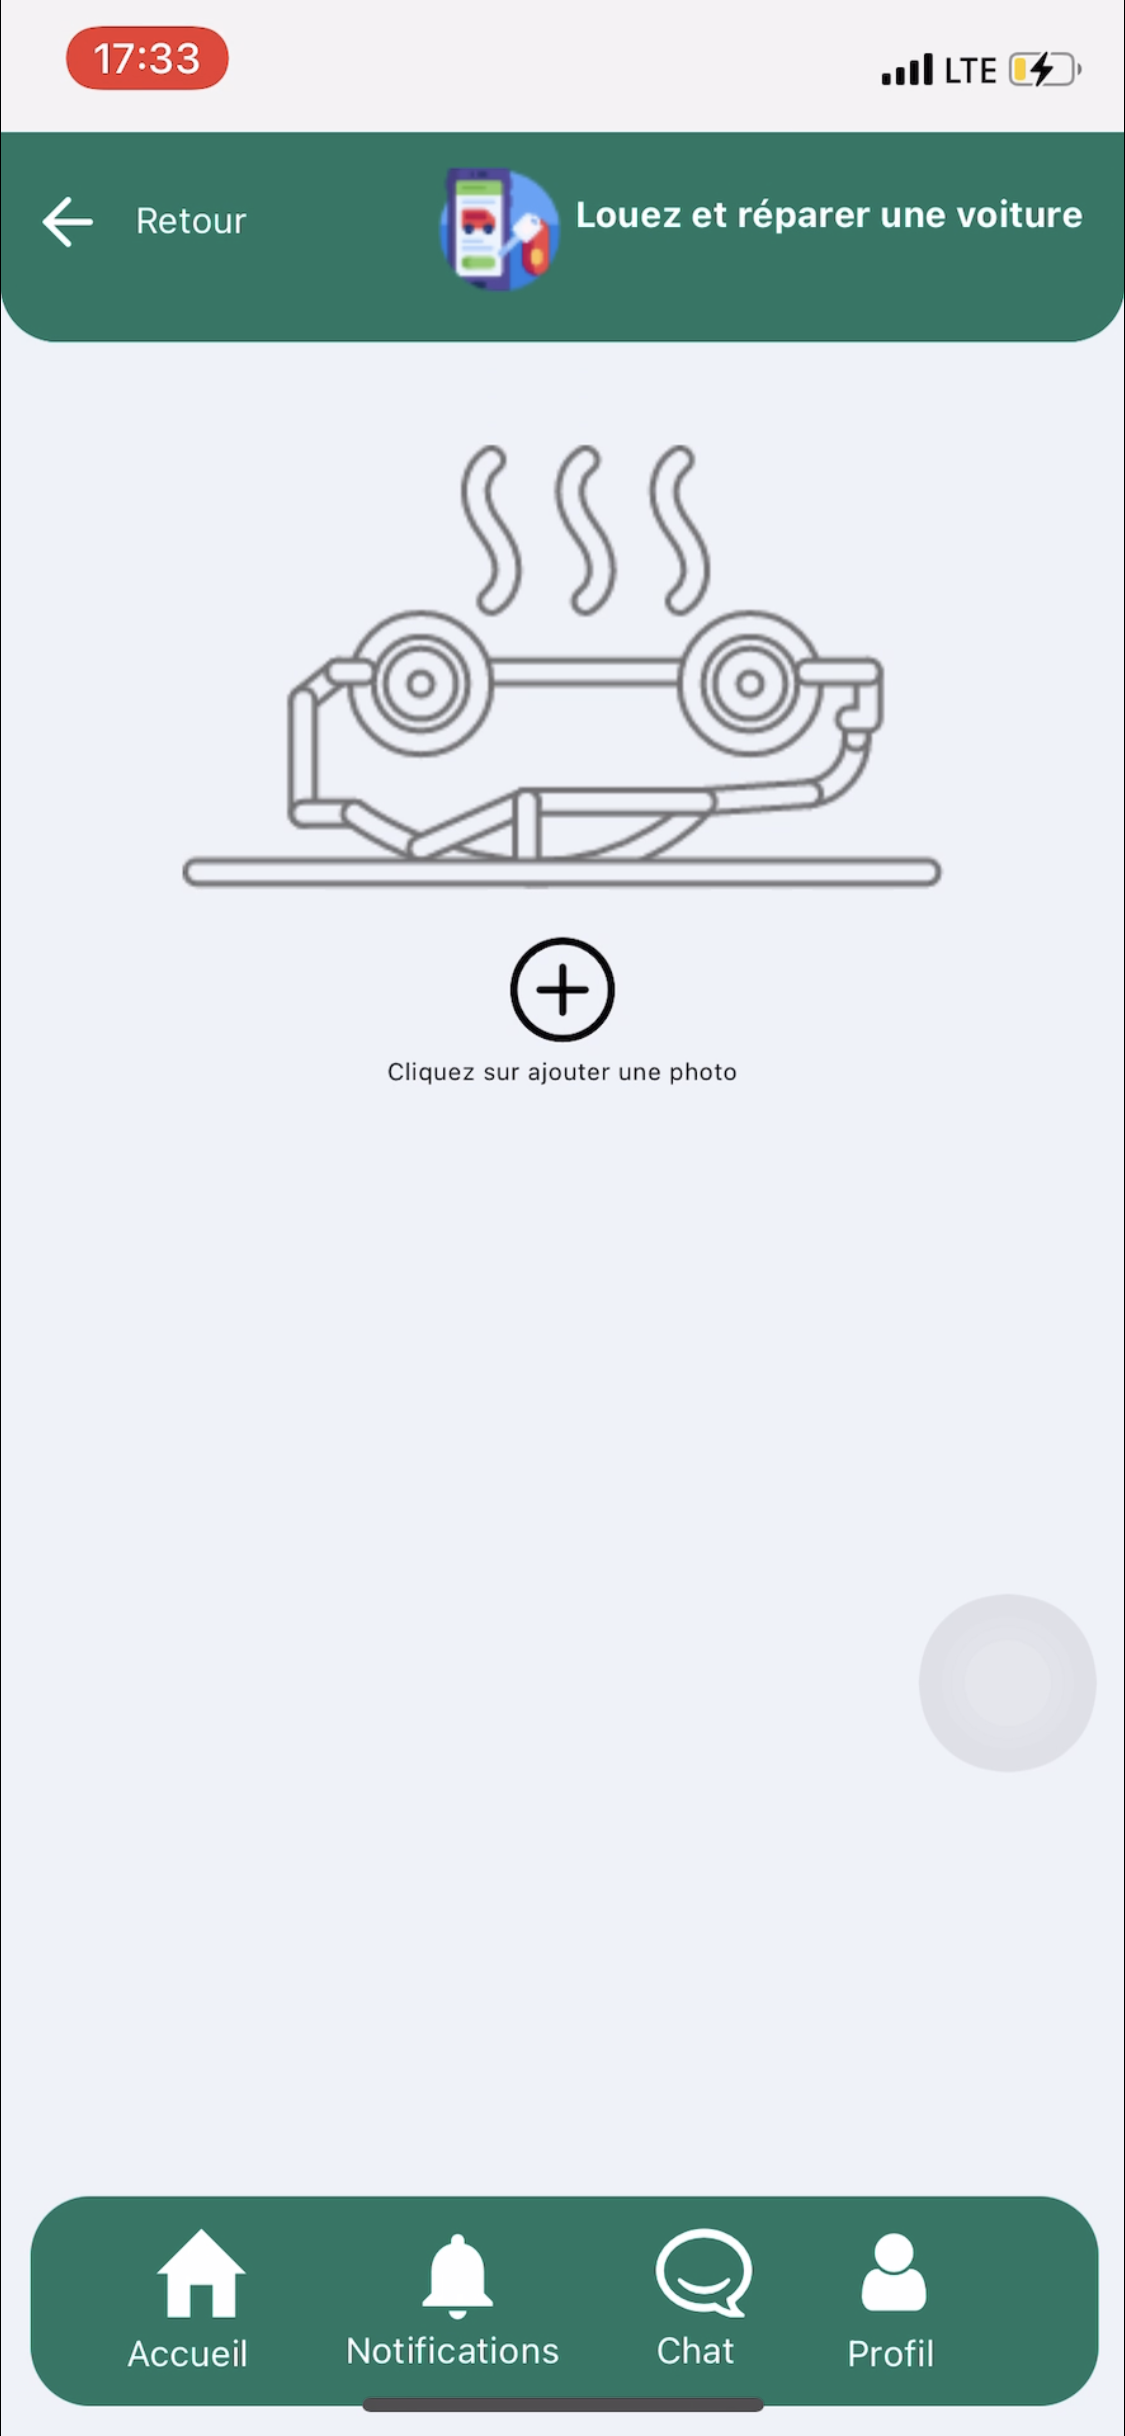 17:33
LTE
Retour
Louez et réparer une voiture
Cliquez sur ajouter une photo
Accueil
Notifications
Chat
Profil